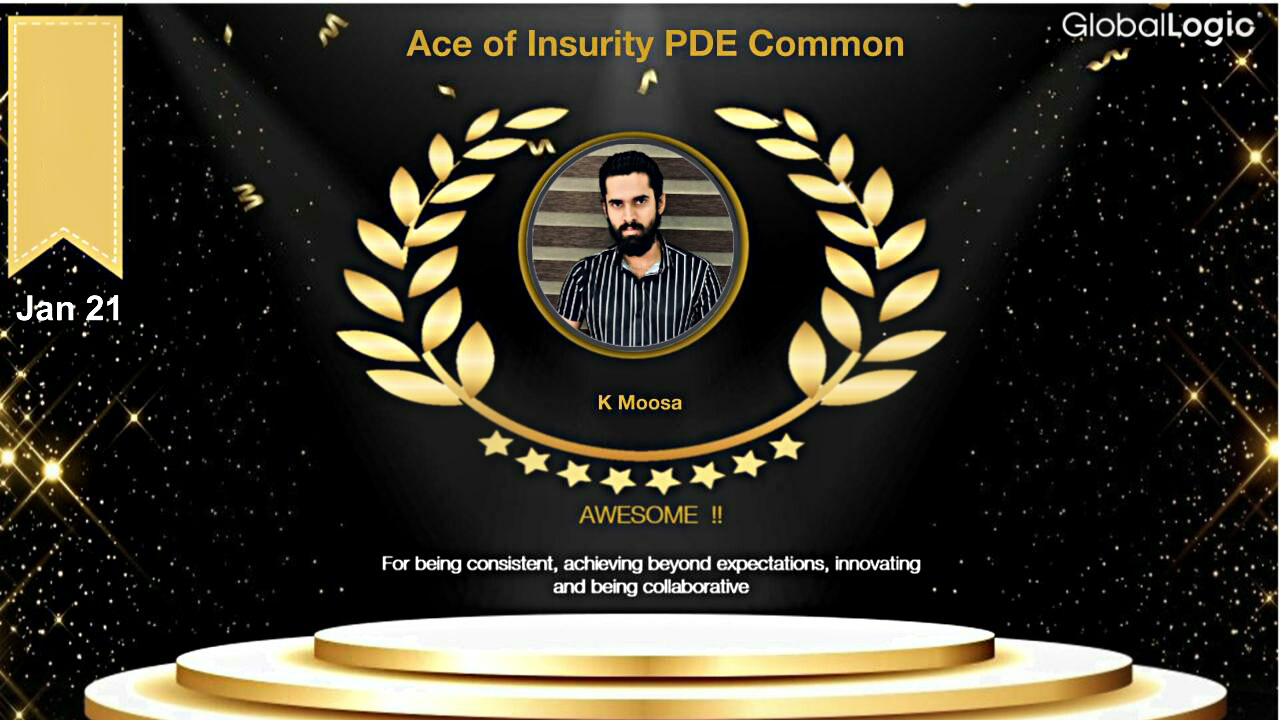 GlobalLogic
Ace of Insurity PDE Common
Jan 21
K Moosa
AWESOME !!
For being consistent, achieving beyond expectations, innovating
and being collaborative